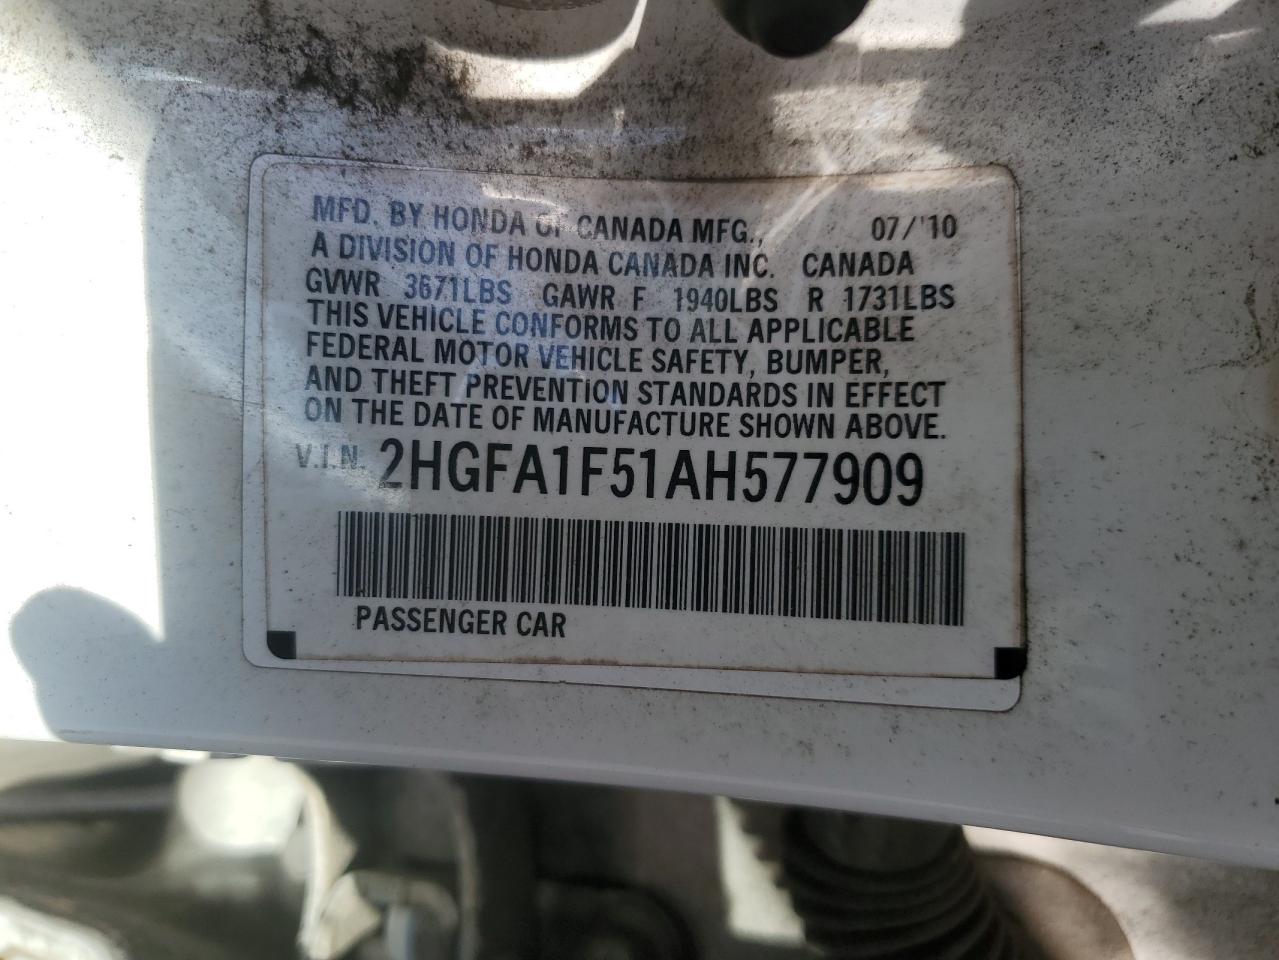 MFD. BY HONDA OF CANADA MFG., 07/'10
A DIVISION OF HONDA CANADA INC. CANADA
GVWR 3671LBS GAWR F 1940LBS R 1731LBS
THIS VEHICLE CONFORMS TO ALL APPLICABLE
FEDERAL MOTOR VEHICLE SAFETY, BUMPER,
AND THEFT PREVENTION STANDARDS IN EFFECT
ON THE DATE OF MANUFACTURE SHOWN ABOVE.
V.I.N. 2HGFA1F51AH577909
PASSENGER CAR